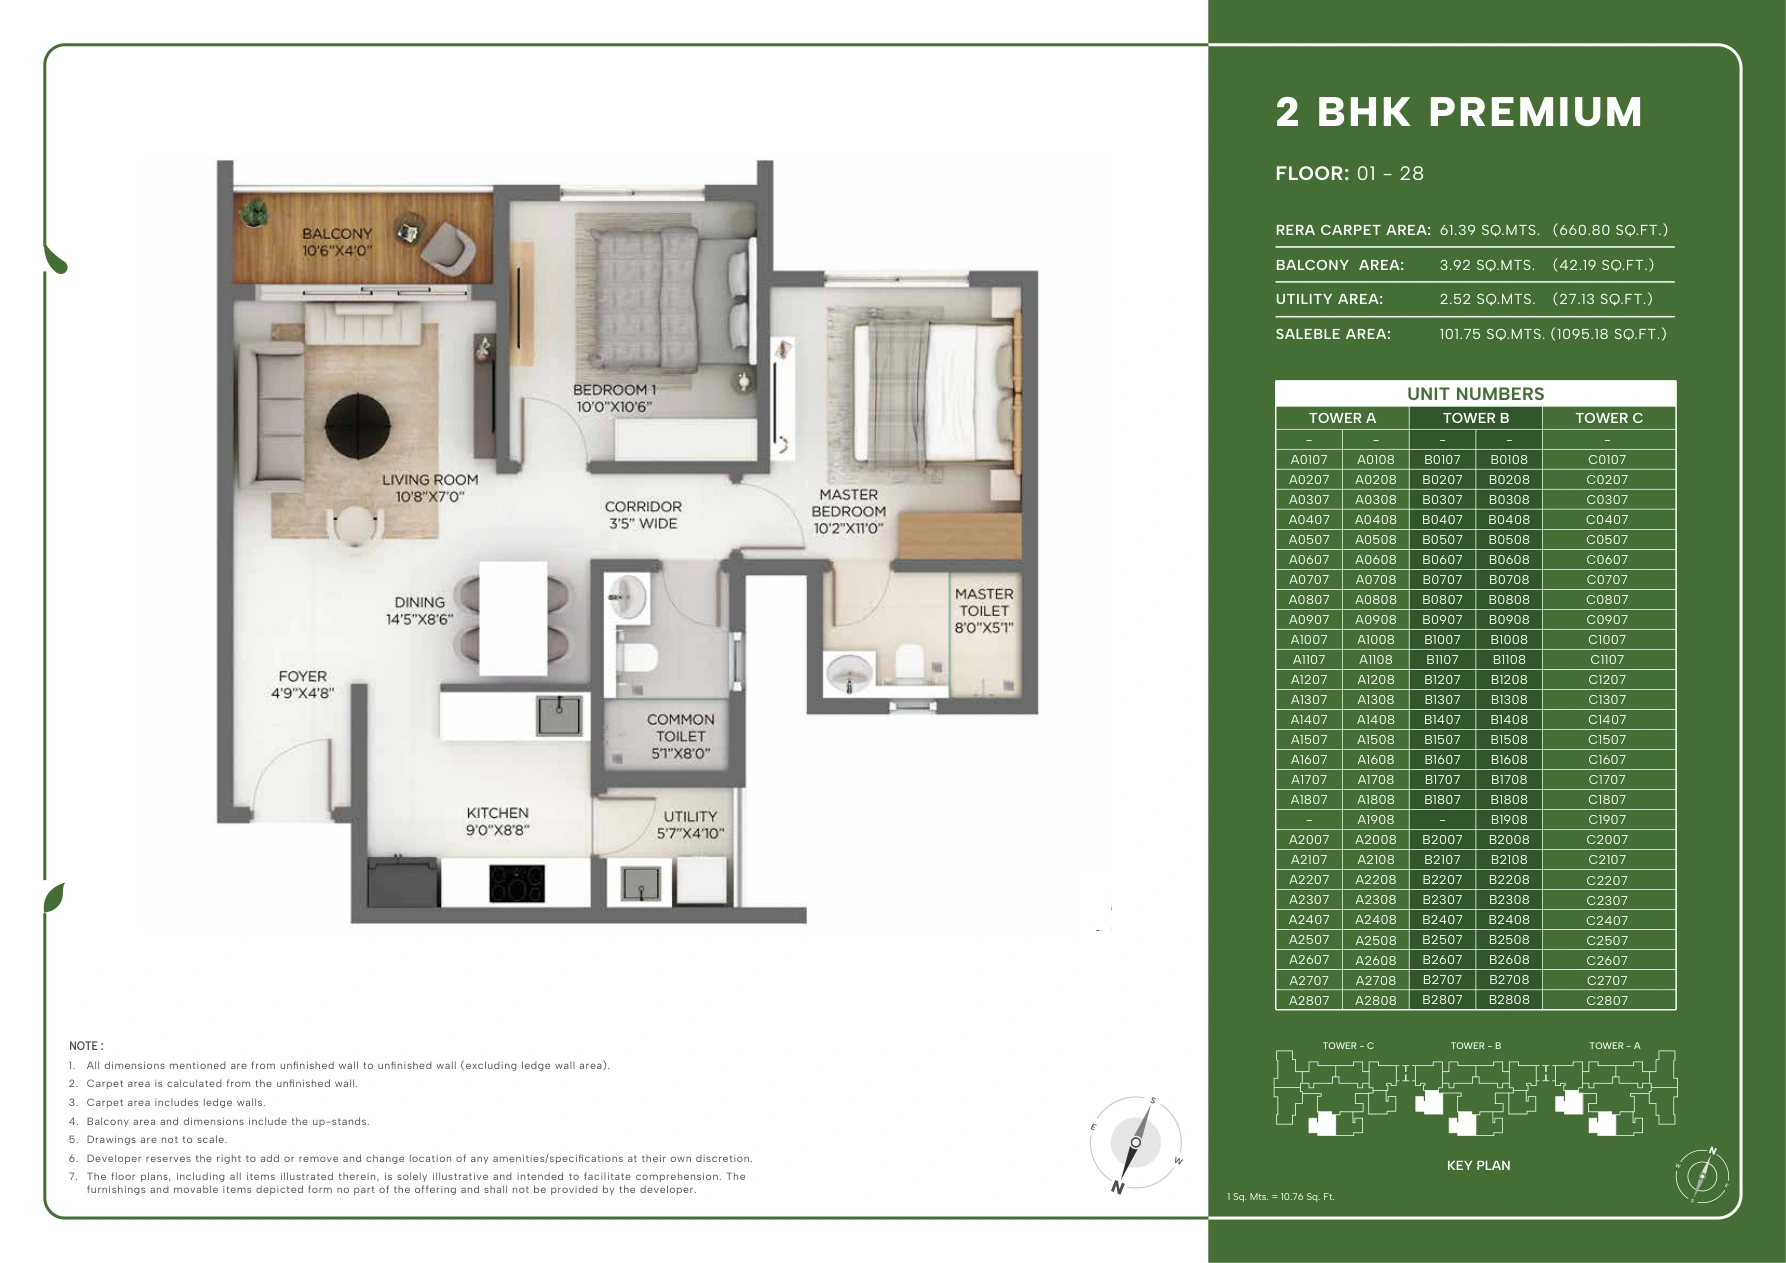 BALCONY
10'6"X4'0"
BEDROOM 1
10'0"X10'6"
LIVING ROOM
10'8"X7'0"
CORRIDOR
3'5" WIDE
MASTER
BEDROOM
10'2"X11'0"
DINING
14'5"X8'6"
MASTER
TOILET
8'0"X5'1"
FOYER
4'9"X4'8"
COMMON
TOILET
5'1"X8'0"
KITCHEN
9'0"X8'8"
UTILITY
5'7"X4'10"
NOTE :
1. All dimensions mentioned are from unfinished wall to unfinished wall (excluding ledge wall area).
2. Carpet area is calculated from the unfinished wall.
3. Carpet area includes ledge walls.
4. Balcony area and dimensions include the up-stands.
5. Drawings are not to scale.
6. Developer reserves the right to add or remove and change location of any amenities/specifications at their own discretion.
7. The floor plans, including all items illustrated therein, is solely illustrative and intended to facilitate comprehension. The
furnishings and movable items depicted form no part of the offering and shall not be provided by the developer.
S
E
W
N
2 BHK PREMIUM
FLOOR: 01 - 28
RERA CARPET AREA: 61.39 SQ.MTS. (660.80 SQ.FT.)
BALCONY AREA: 3.92 SQ.MTS. (42.19 SQ.FT.)
UTILITY AREA: 2.52 SQ.MTS. (27.13 SQ.FT.)
SALEBLE AREA: 101.75 SQ.MTS. (1095.18 SQ.FT.)
UNIT NUMBERS
TOWER A TOWER B TOWER C
- - - - -
A0107 A0108 B0107 B0108 C0107
A0207 A0208 B0207 B0208 C0207
A0307 A0308 B0307 B0308 C0307
A0407 A0408 B0407 B0408 C0407
A0507 A0508 B0507 B0508 C0507
A0607 A0608 B0607 B0608 C0607
A0707 A0708 B0707 B0708 C0707
A0807 A0808 B0807 B0808 C0807
A0907 A0908 B0907 B0908 C0907
A1007 A1008 B1007 B1008 C1007
A1107 A1108 B1107 B1108 C1107
A1207 A1208 B1207 B1208 C1207
A1307 A1308 B1307 B1308 C1307
A1407 A1408 B1407 B1408 C1407
A1507 A1508 B1507 B1508 C1507
A1607 A1608 B1607 B1608 C1607
A1707 A1708 B1707 B1708 C1707
A1807 A1808 B1807 B1808 C1807
- A1908 - B1908 C1907
A2007 A2008 B2007 B2008 C2007
A2107 A2108 B2107 B2108 C2107
A2207 A2208 B2207 B2208 C2207
A2307 A2308 B2307 B2308 C2307
A2407 A2408 B2407 B2408 C2407
A2507 A2508 B2507 B2508 C2507
A2607 A2608 B2607 B2608 C2607
A2707 A2708 B2707 B2708 C2707
A2807 A2808 B2807 B2808 C2807
TOWER - C TOWER - B TOWER - A
KEY PLAN
N
1 Sq. Mts. = 10.76 Sq. Ft.